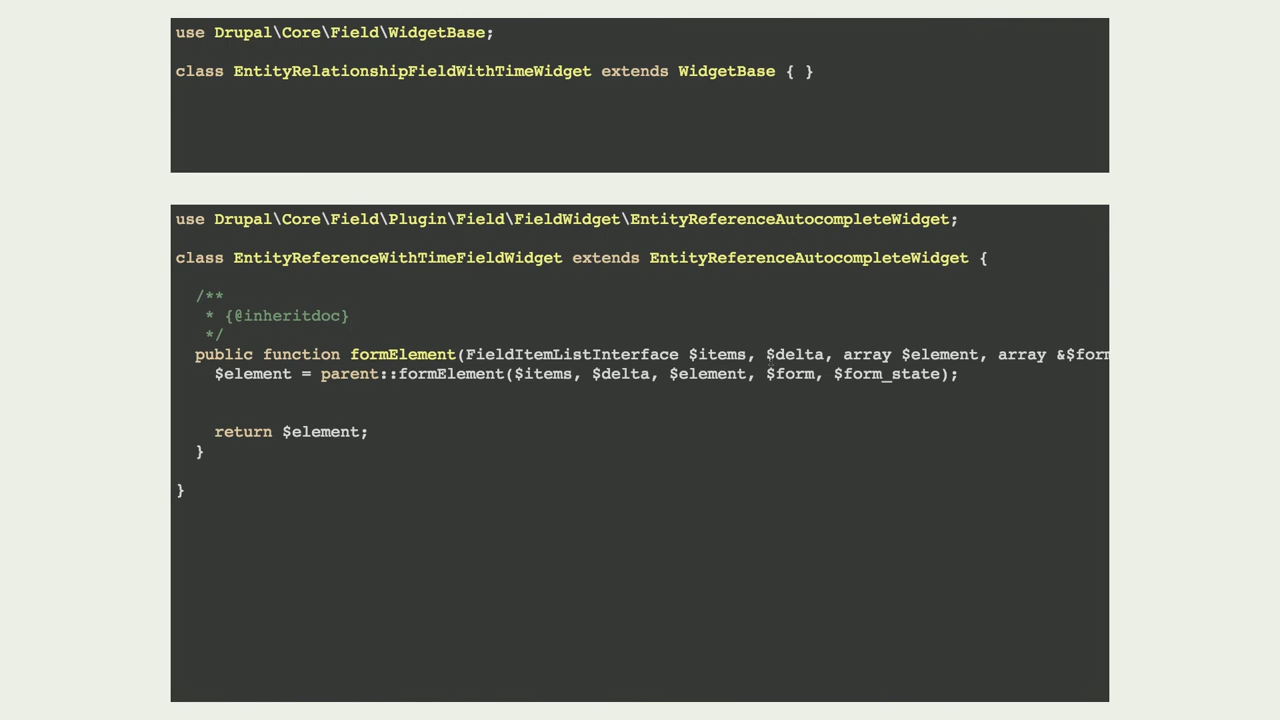 use Drupal\Core\Field\WidgetBase;
class EntityRelationshipFieldWithTimeWidget extends WidgetBase { }
use Drupal\Core\Field\Plugin\Field\FieldWidget\EntityReferenceAutocompleteWidget;
class EntityReferenceWithTimeFieldWidget extends EntityReferenceAutocompleteWidget {
/**
* {@inheritdoc}
*/
public function formElement(FieldItemListInterface $items, $delta, array $element, array &$form
$element = parent::formElement($items, $delta, $element, $form, $form_state);
return $element;
}
}